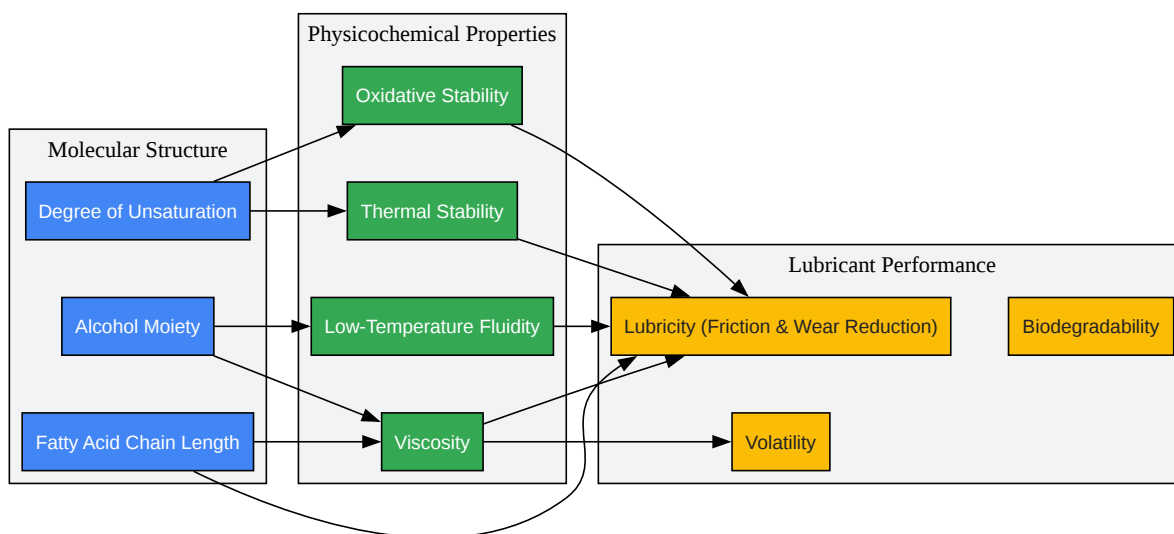 Physicochemical Properties
Oxidative Stability
Molecular Structure
Degree of Unsaturation
Thermal Stability
Lubricant Performance
Alcohol Moiety
Low-Temperature Fluidity
Lubricity (Friction & Wear Reduction)
Biodegradability
Fatty Acid Chain Length
Viscosity
Volatility